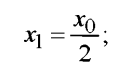 x₁ = x₀/2;